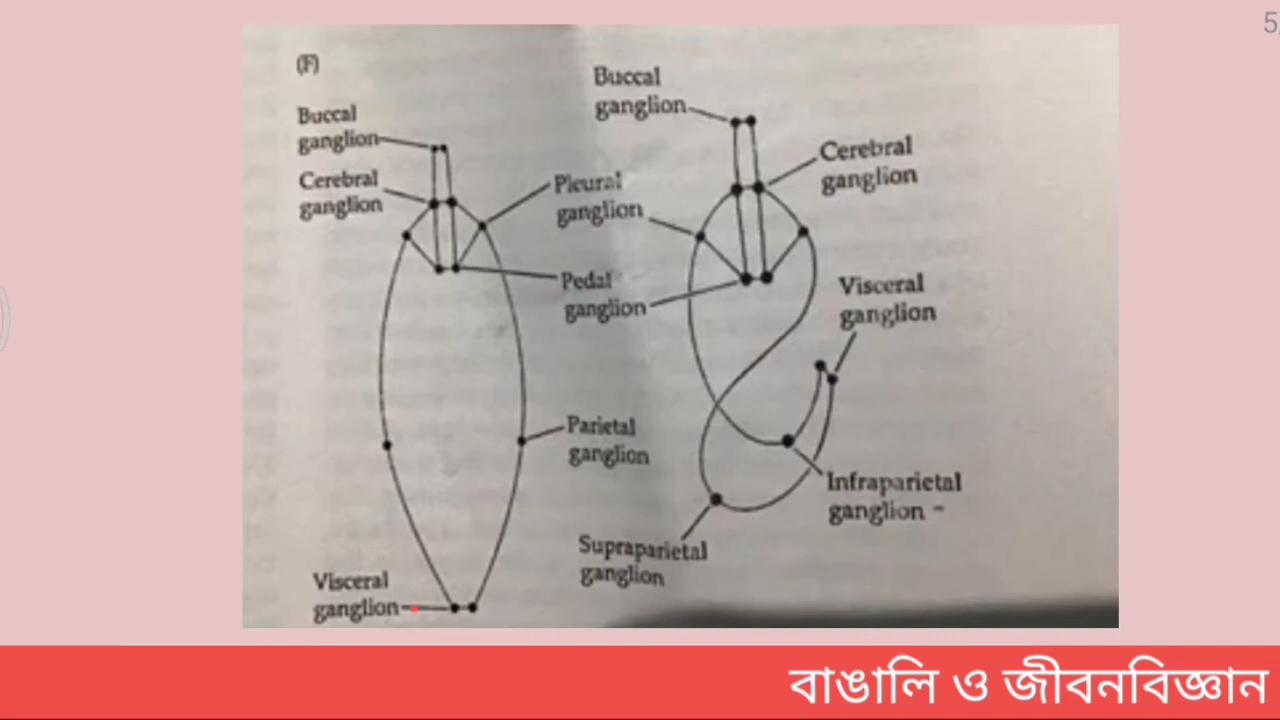 5
(F)
Buccal
ganglion
Cerebral
ganglion
Pleural
ganglion
Pedal
ganglion
Parietal
ganglion
Visceral
ganglion
Buccal
ganglion
Cerebral
ganglion
Visceral
ganglion
Infraparietal
ganglion -
Supraparietal
ganglion
বাঙালি ও জীবনবিজ্ঞান